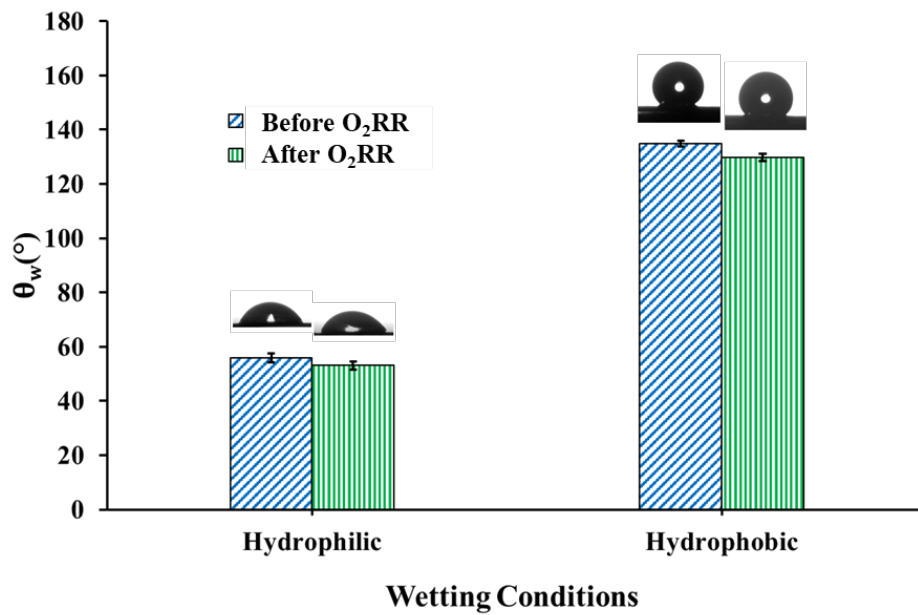 180
160
140
120
100
80
60
40
20
0
θw(°)
Before O₂RR
After O₂RR
Hydrophilic
Hydrophobic
Wetting Conditions